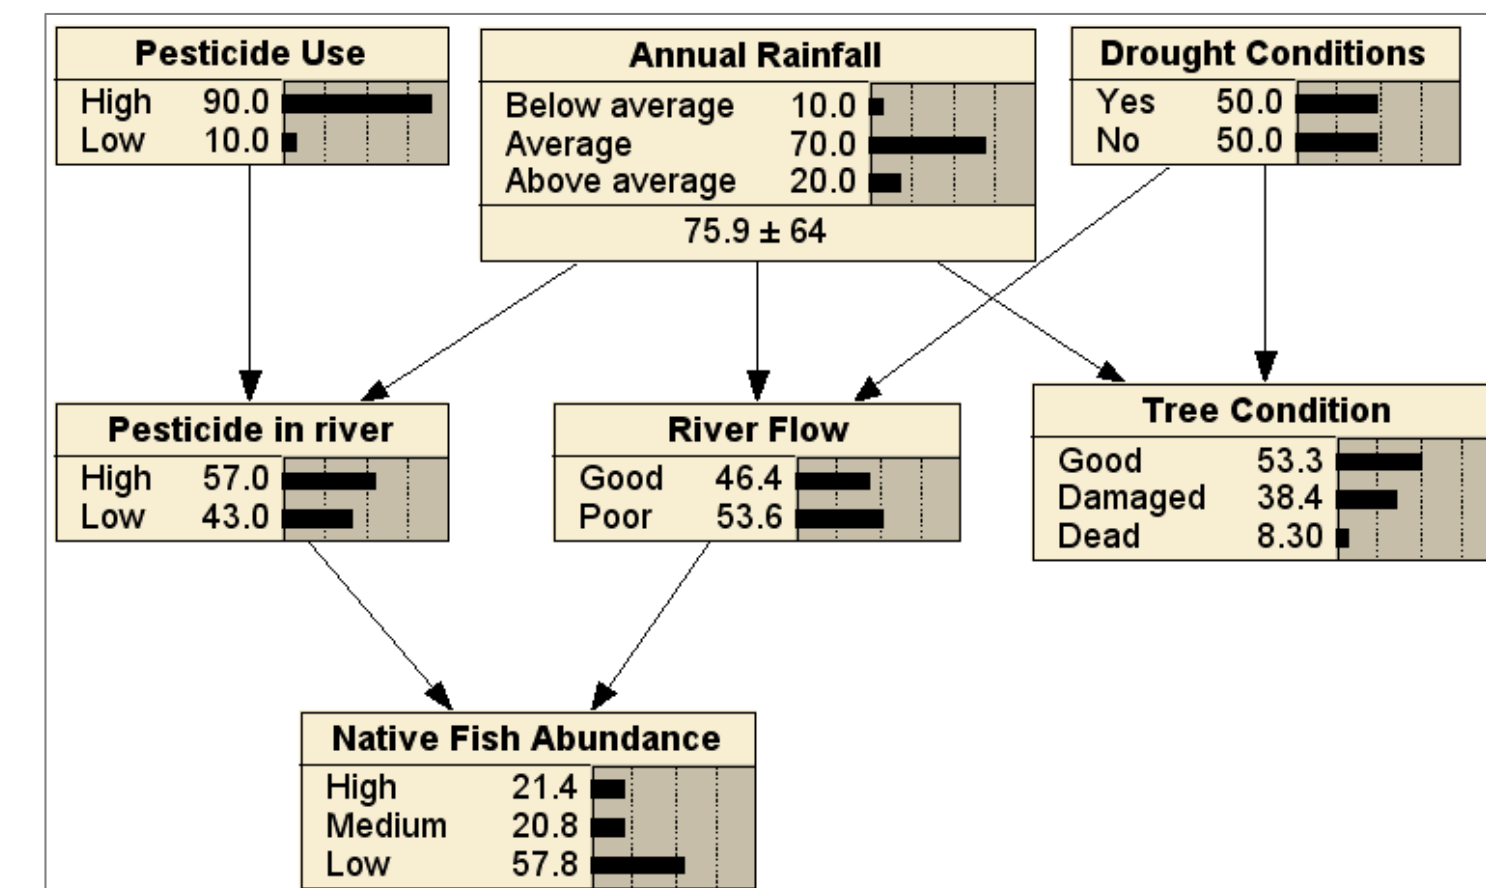 Pesticide Use
High 90.0
Low 10.0
Annual Rainfall
Below average 10.0
Average 70.0
Above average 20.0
75.9 ± 64
Drought Conditions
Yes 50.0
No 50.0
Pesticide in river
High 57.0
Low 43.0
River Flow
Good 46.4
Poor 53.6
Tree Condition
Good 53.3
Damaged 38.4
Dead 8.30
Native Fish Abundance
High 21.4
Medium 20.8
Low 57.8